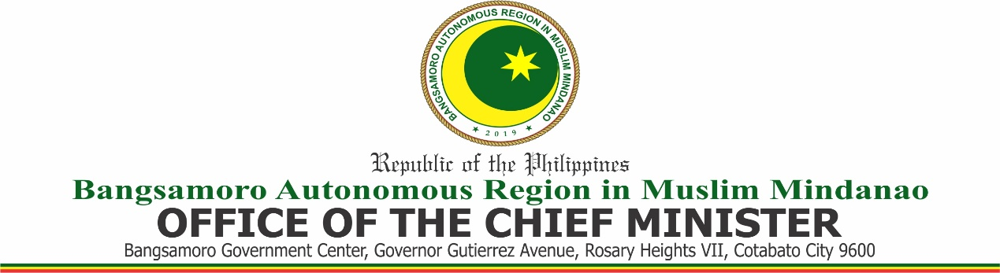 BANGSAMORO AUTONOMOUS REGION IN MUSLIM MINDANAO
2019
Republic of the Philippines
Bangsamoro Autonomous Region in Muslim Mindanao
OFFICE OF THE CHIEF MINISTER
Bangsamoro Government Center, Governor Gutierrez Avenue, Rosary Heights VII, Cotabato City 9600